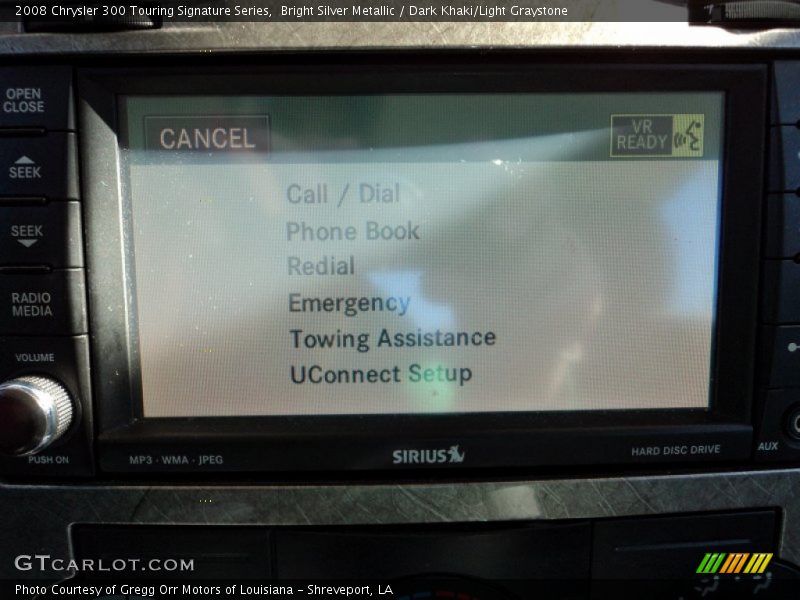 2008 Chrysler 300 Touring Signature Series,  Bright Silver Metallic / Dark Khaki/Light Graystone
OPEN
CLOSE
SEEK
SEEK
RADIO
MEDIA
VOLUME
PUSH ON
CANCEL
VR
READY
Call / Dial
Phone Book
Redial
Emergency
Towing Assistance
UConnect Setup
MP3 · WMA · JPEG
SIRIUS
HARD DISC DRIVE
AUX
GTCARLOT.COM
Photo Courtesy of Gregg Orr Motors of Louisiana – Shreveport, LA